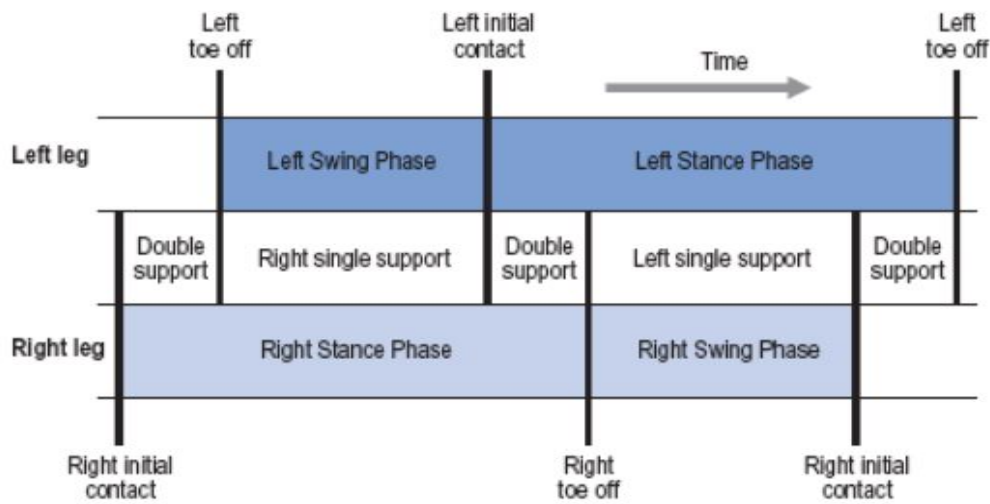 Left
toe off
Left initial
contact
Time
Left
toe off
Left leg
Left Swing Phase
Left Stance Phase
Double
support
Right single support
Double
support
Left single support
Double
support
Right leg
Right Stance Phase
Right Swing Phase
Right initial
contact
Right
toe off
Right initial
contact